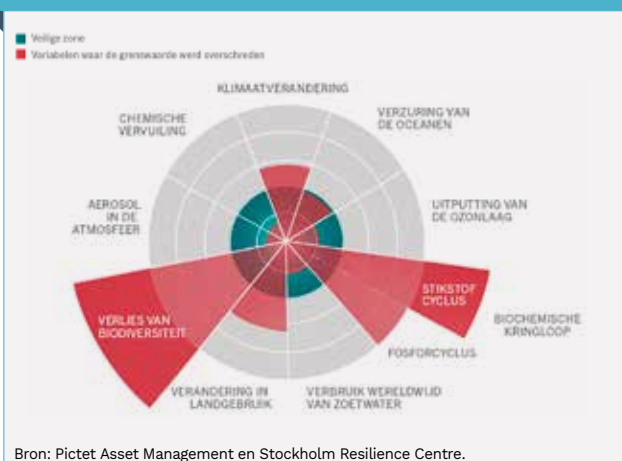 Veilige zone
Variabelen waar de grenswaarde werd overschreden
KLIMAATVERANDERING
VERZURING VAN
DE OCEANEN
UITPUTTING VAN
DE OZONLAAG
STIKSTOF
CYCLUS
BIOCHEMISCHE
KRINGLOOP
FOSFORCYCLUS
VERBRUIK WERELDWIJD
VAN ZOETWATER
VERANDERING IN
LANDGEBRUIK
VERLIES VAN
BIODIVERSITEIT
AEROSOL
IN DE
ATMOSFEER
CHEMISCHE
VERVUILING
Bron: Pictet Asset Management en Stockholm Resilience Centre.